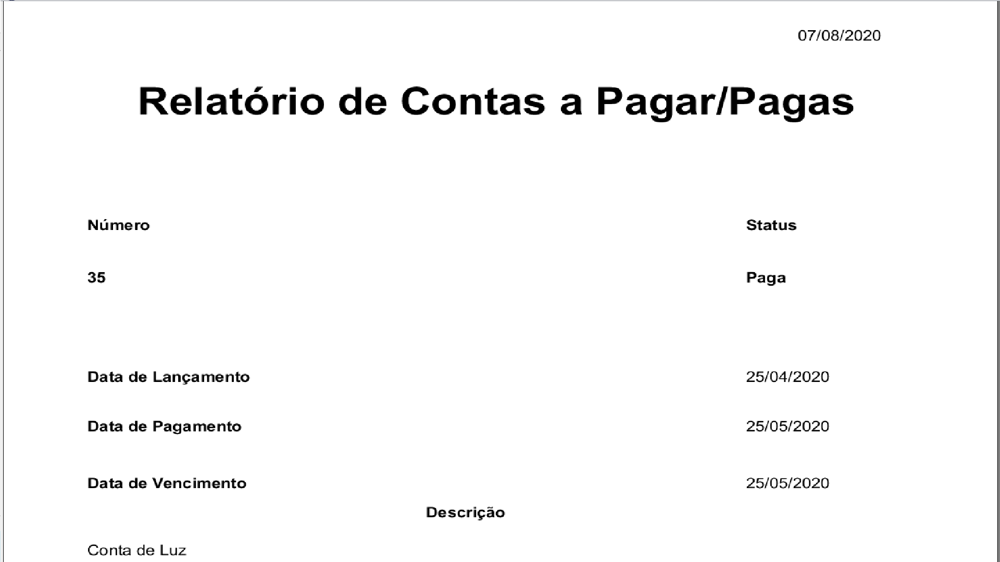 07/08/2020
Relatório de Contas a Pagar/Pagas
Número Status
35 Paga
Data de Lançamento 25/04/2020
Data de Pagamento 25/05/2020
Data de Vencimento 25/05/2020
Descrição
Conta de Luz